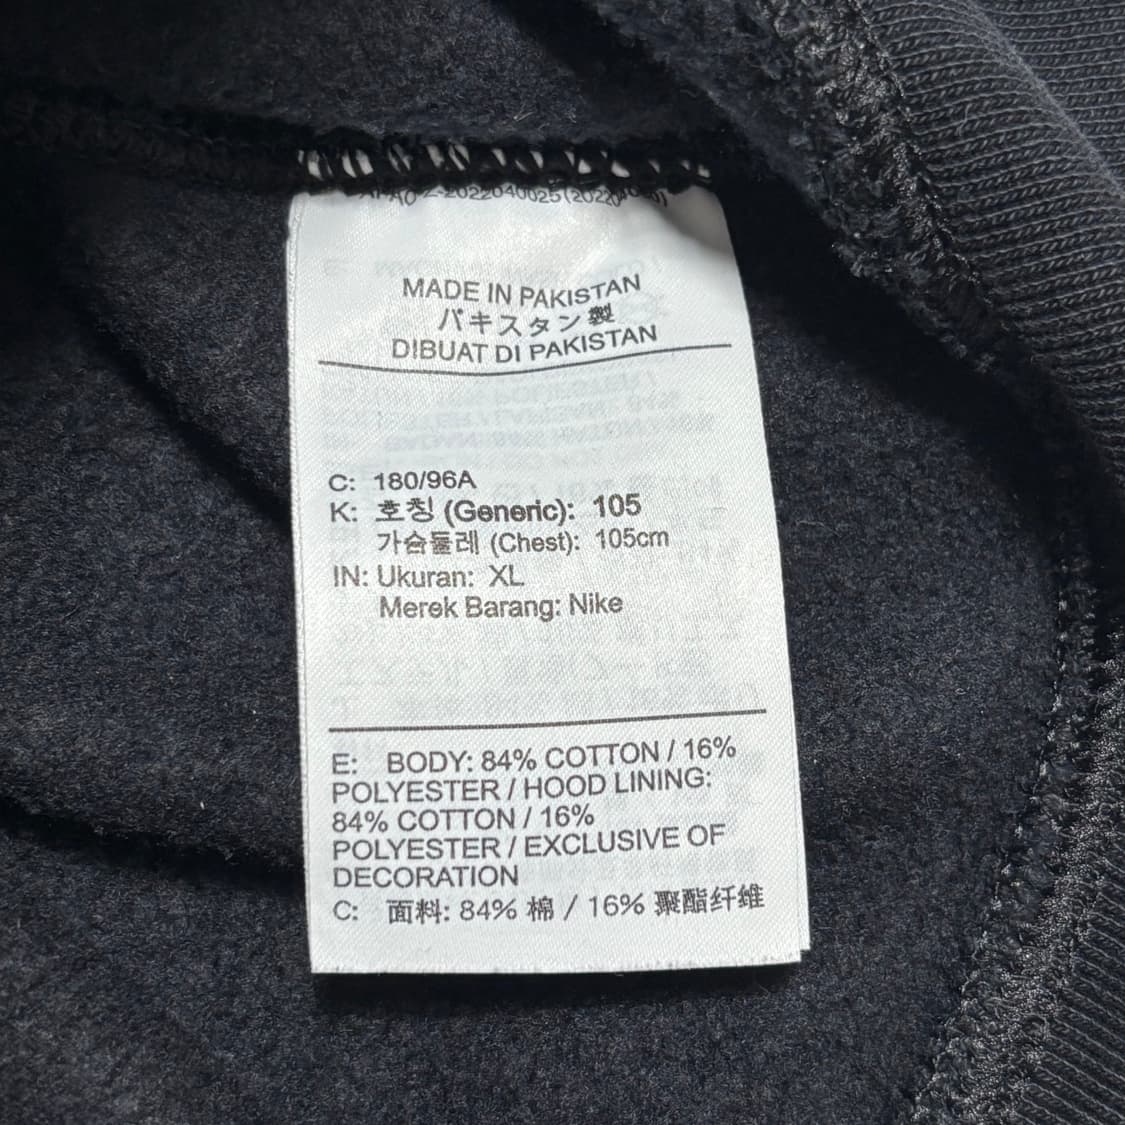 MADE IN PAKISTAN
パキスタン製
DIBUAT DI PAKISTAN
C: 180/96A
K: 호칭 (Generic): 105
가슴둘레 (Chest): 105cm
IN: Ukuran: XL
Merek Barang: Nike
E: BODY: 84% COTTON / 16%
POLYESTER / HOOD LINING:
84% COTTON / 16%
POLYESTER / EXCLUSIVE OF
DECORATION
C: 面料: 84% 棉 / 16% 聚酯纤维